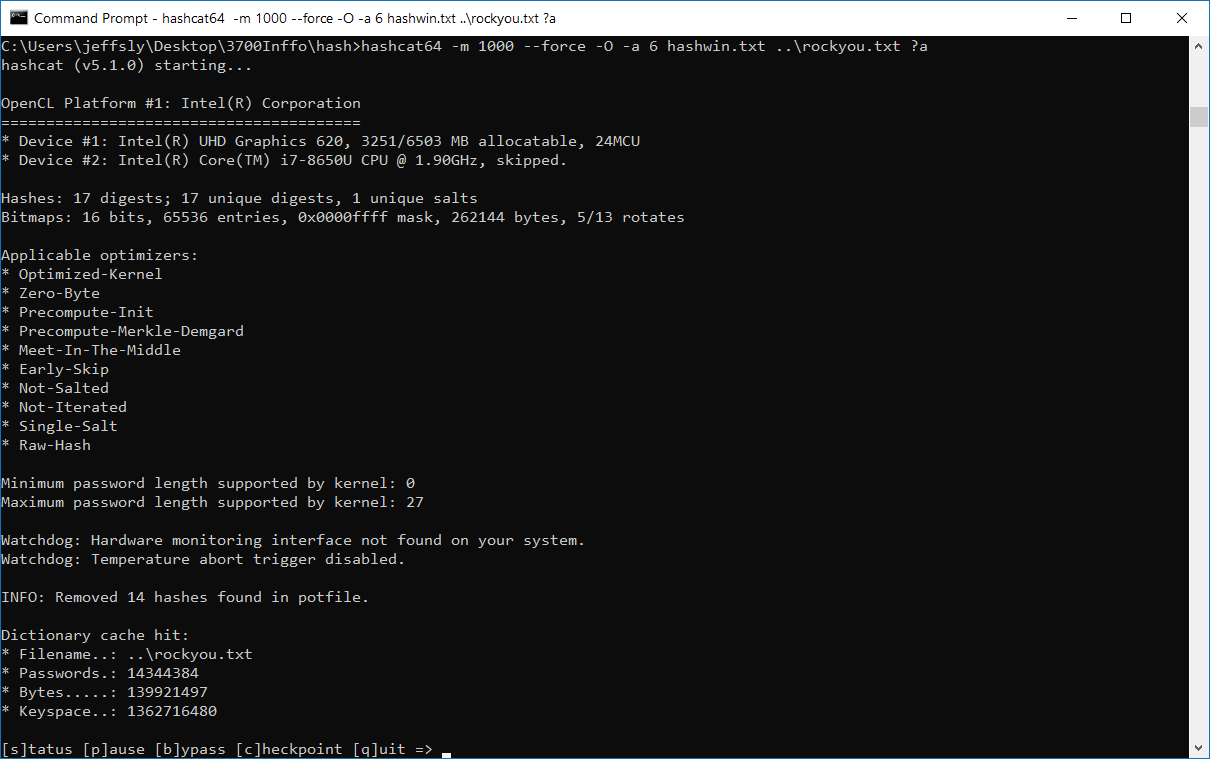 Command Prompt - hashcat64  -m 1000 --force -O -a 6 hashwin.txt ..\rockyou.txt ?a
C:\Users\jeffsly\Desktop\3700Inffo\hash>hashcat64 -m 1000 --force -O -a 6 hashwin.txt ..\rockyou.txt ?a
hashcat (v5.1.0) starting...

OpenCL Platform #1: Intel(R) Corporation
========================================
* Device #1: Intel(R) UHD Graphics 620, 3251/6503 MB allocatable, 24MCU
* Device #2: Intel(R) Core(TM) i7-8650U CPU @ 1.90GHz, skipped.

Hashes: 17 digests; 17 unique digests, 1 unique salts
Bitmaps: 16 bits, 65536 entries, 0x0000ffff mask, 262144 bytes, 5/13 rotates

Applicable optimizers:
* Optimized-Kernel
* Zero-Byte
* Precompute-Init
* Precompute-Merkle-Demgard
* Meet-In-The-Middle
* Early-Skip
* Not-Salted
* Not-Iterated
* Single-Salt
* Raw-Hash

Minimum password length supported by kernel: 0
Maximum password length supported by kernel: 27

Watchdog: Hardware monitoring interface not found on your system.
Watchdog: Temperature abort trigger disabled.

INFO: Removed 14 hashes found in potfile.

Dictionary cache hit:
* Filename..: ..\rockyou.txt
* Passwords.: 14344384
* Bytes.....: 139921497
* Keyspace..: 1362716480

[s]tatus [p]ause [b]ypass [c]heckpoint [q]uit =>